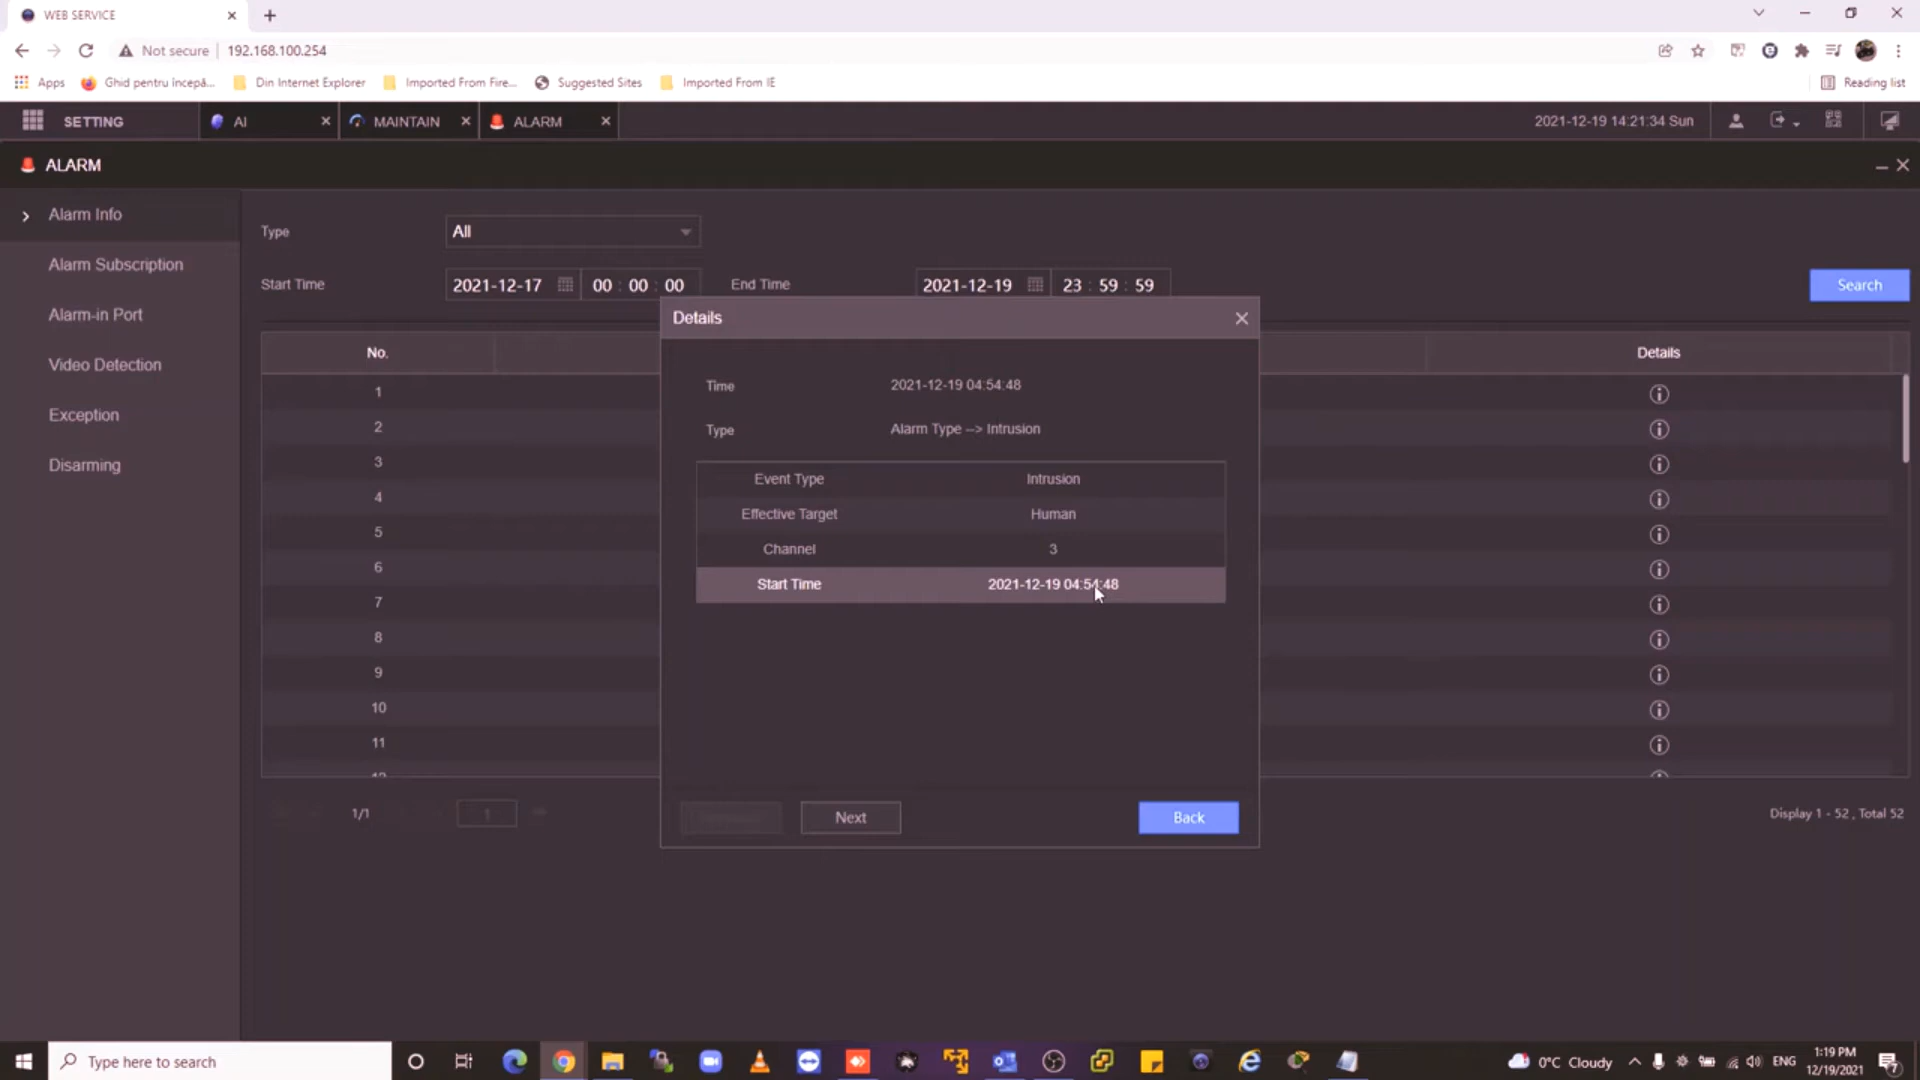 WEB SERVICE
Not secure 192.168.100.254
Apps Ghid pentru începă... Din Internet Explorer Imported From Fire... Suggested Sites Imported From IE Reading list
SETTING AI MAINTAIN ALARM 2021-12-19 14:21:34 Sun
ALARM
Alarm Info
Alarm Subscription
Alarm-in Port
Video Detection
Exception
Disarming
Type All
Start Time 2021-12-17 00 : 00 : 00 End Time 2021-12-19 23 : 59 : 59 Search
No. Details
1
2
3
4
5
6
7
8
9
10
11
Details
Time 2021-12-19 04:54:48
Type Alarm Type --> Intrusion
Event Type Intrusion
Effective Target Human
Channel 3
Start Time 2021-12-19 04:54:48
Next Back
1/1 1 Display 1 - 52 , Total 52
Type here to search 0°C Cloudy ENG 1:19 PM
12/19/2021
7